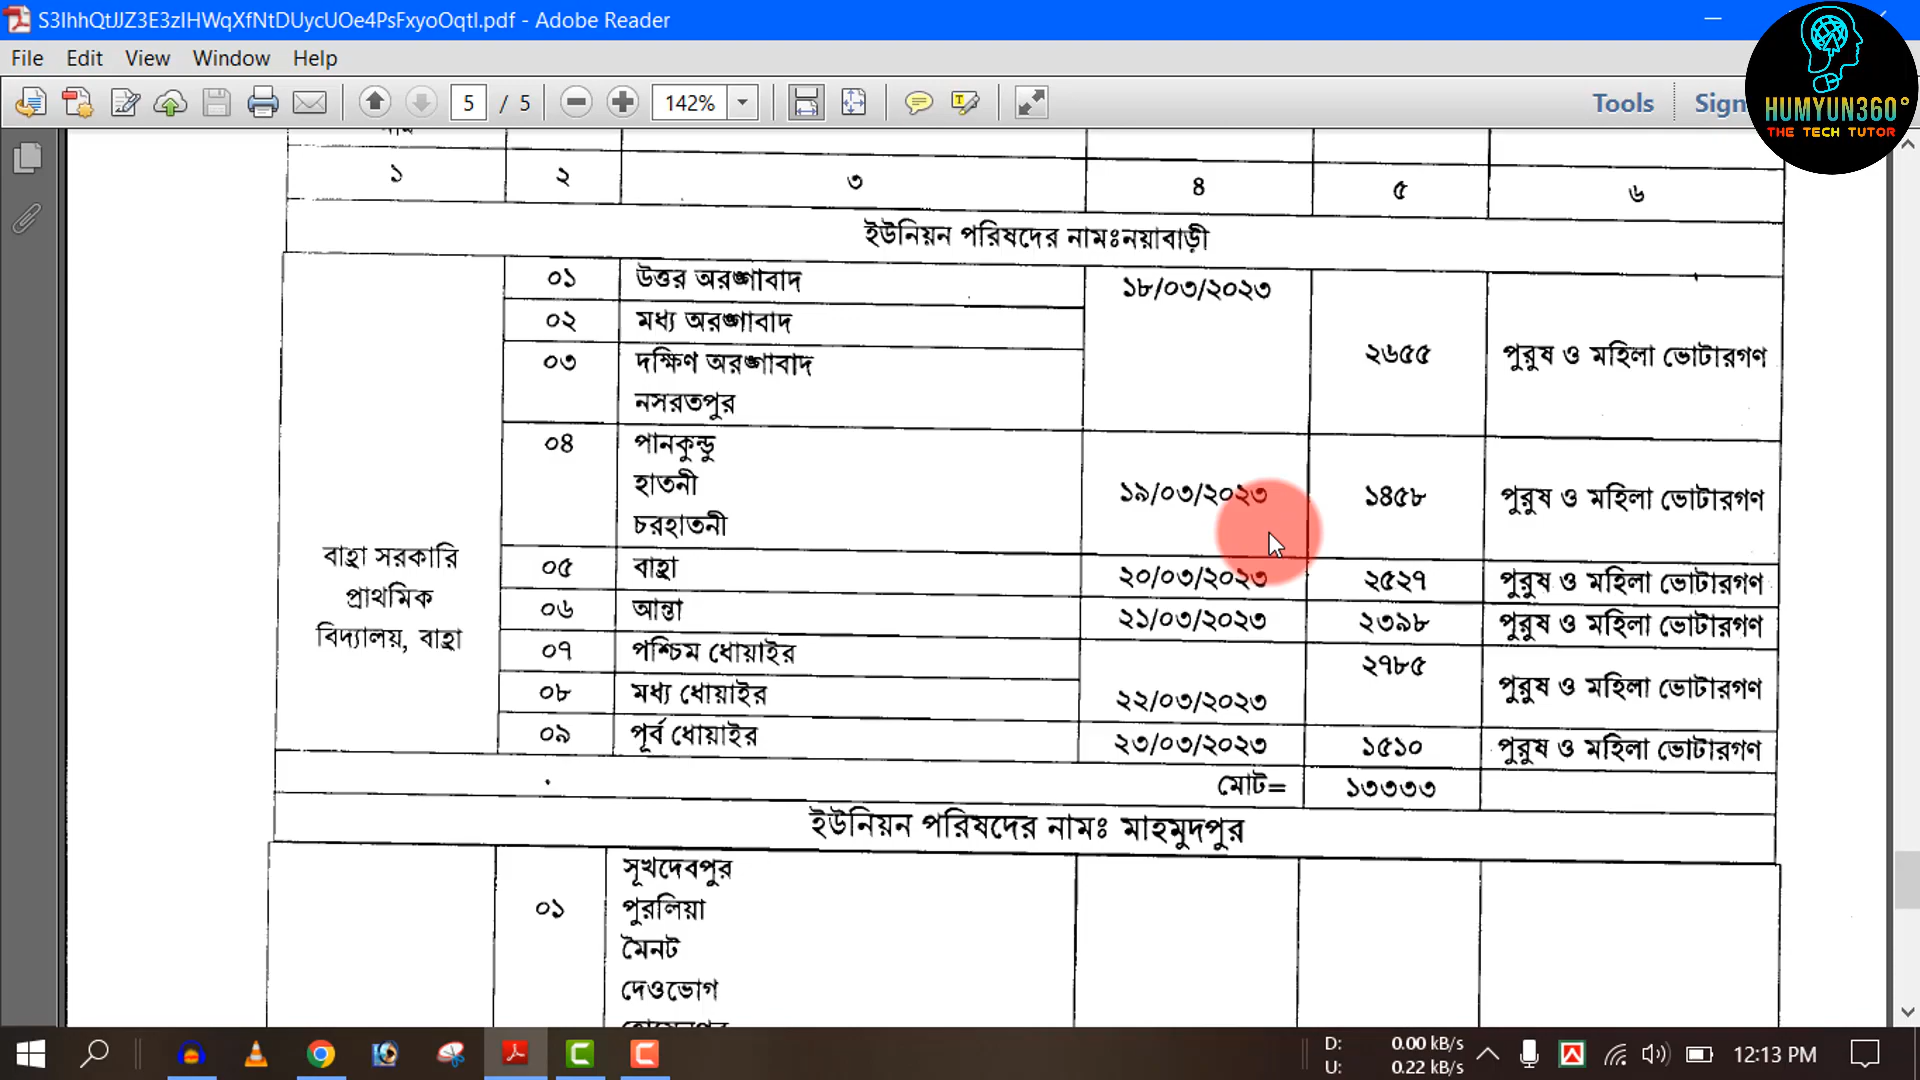 S3IhhQtJJZ3E3zIHWqXfNtDUycUOe4PsFxyoOqtI.pdf - Adobe Reader
File Edit View Window Help
5 / 5 142% Tools Sign
HUMYUN360°
THE TECH TUTOR
নাম
১ ২ ৩ ৪ ৫ ৬
ইউনিয়ন পরিষদের নামঃনয়াবাড়ী
০১ উত্তর অরঙ্গাবাদ ১৮/০৩/২০২৩
০২ মধ্য অরঙ্গাবাদ
২৬৫৫ পুরুষ ও মহিলা ভোটারগণ
০৩ দক্ষিণ অরঙ্গাবাদ
নসরতপুর
০৪ পানকুন্ডু
হাতনী ১৯/০৩/২০২৩ ১৪৫৮ পুরুষ ও মহিলা ভোটারগণ
চরহাতনী
বাহ্রা সরকারি
প্রাথমিক
বিদ্যালয়, বাহ্রা
০৫ বাহ্রা ২০/০৩/২০২৩ ২৫২৭ পুরুষ ও মহিলা ভোটারগণ
০৬ আন্তা ২১/০৩/২০২৩ ২৩৯৮ পুরুষ ও মহিলা ভোটারগণ
০৭ পশ্চিম ধোয়াইর ২৭৮৫
০৮ মধ্য ধোয়াইর ২২/০৩/২০২৩ পুরুষ ও মহিলা ভোটারগণ
০৯ পূর্ব ধোয়াইর ২৩/০৩/২০২৩ ১৫১০ পুরুষ ও মহিলা ভোটারগণ
মোট= ১৩৩৩৩
ইউনিয়ন পরিষদের নামঃ মাহমুদপুর
সূখদেবপুর
০১ পুরলিয়া
মৈনট
দেওভোগ
D: 0.00 kB/s
U: 0.22 kB/s
12:13 PM